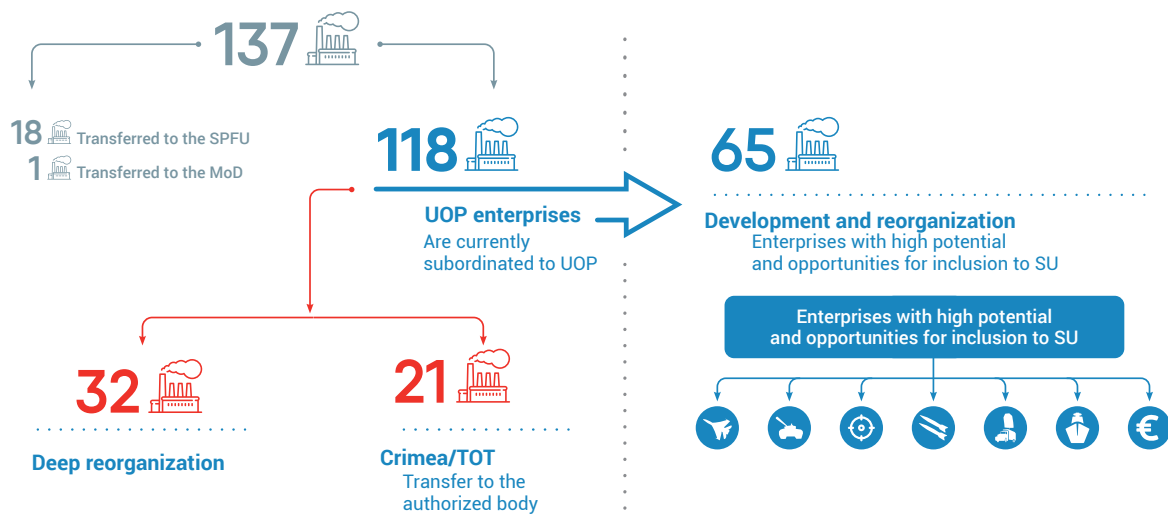 137
18 Transferred to the SPFU
1 Transferred to the MoD
118
UOP enterprises
Are currently
subordinated to UOP
65
Development and reorganization
Enterprises with high potential
and opportunities for inclusion to SU
Enterprises with high potential
and opportunities for inclusion to SU
€
32
Deep reorganization
21
Crimea/TOT
Transfer to the
authorized body